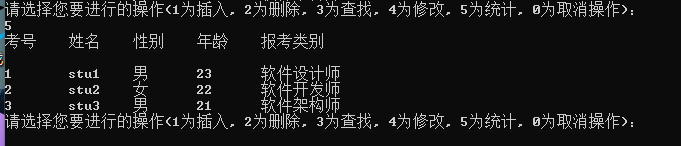 请选择您要进行的操作(1为插入, 2为删除, 3为查找, 4为修改, 5为统计, 0为取消操作):
5
考号 姓名 性别 年龄 报考类别
1 stu1 男 23 软件设计师
2 stu2 女 22 软件开发师
3 stu3 男 21 软件架构师
请选择您要进行的操作(1为插入, 2为删除, 3为查找, 4为修改, 5为统计, 0为取消操作):